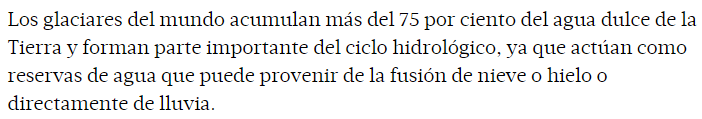 Los glaciares del mundo acumulan más del 75 por ciento del agua dulce de la
Tierra y forman parte importante del ciclo hidrológico, ya que actúan como
reservas de agua que puede provenir de la fusión de nieve o hielo o
directamente de lluvia.